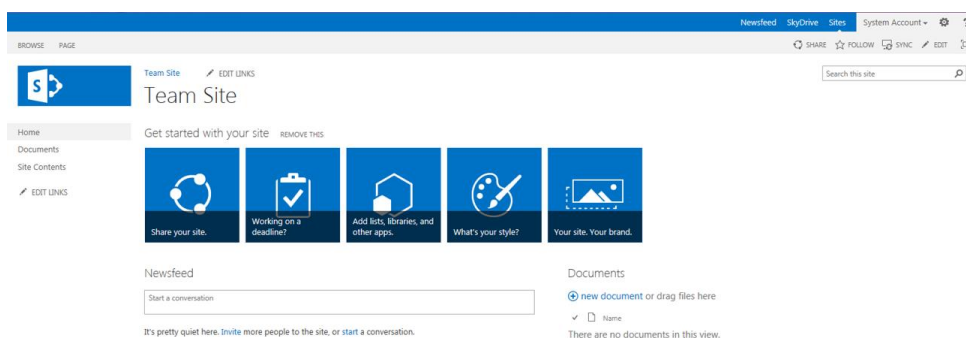 Newsfeed SkyDrive Sites System Account ?
BROWSE PAGE
SHARE FOLLOW SYNC EDIT
S
Team Site EDIT LINKS
Search this site
Team Site
Home
Documents
Site Contents
EDIT LINKS
Get started with your site REMOVE THIS
Share your site.
Working on a
deadline?
Add lists, libraries, and
other apps.
What's your style?
Your site. Your brand.
Newsfeed
Start a conversation
It's pretty quiet here. Invite more people to the site, or start a conversation.
Documents
new document or drag files here
Name
There are no documents in this view.